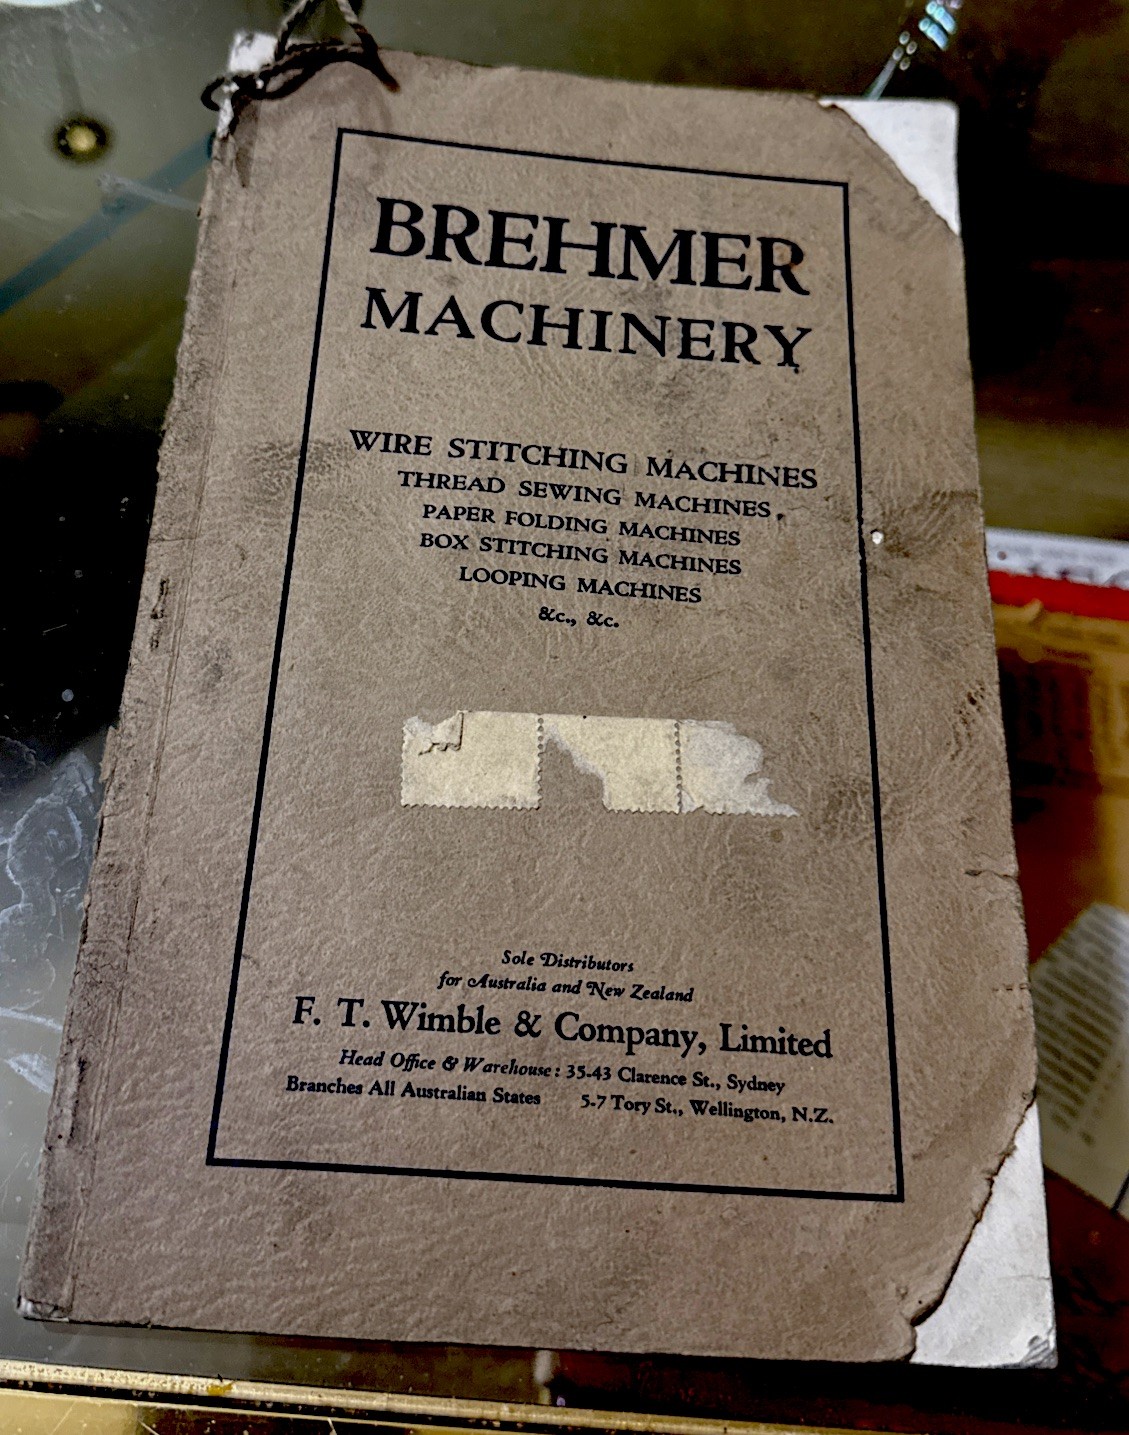 BREHMER
MACHINERY
WIRE STITCHING MACHINES
THREAD SEWING MACHINES
PAPER FOLDING MACHINES
BOX STITCHING MACHINES
LOOPING MACHINES
&c., &c.
Sole Distributors
for Australia and New Zealand
F. T. Wimble & Company, Limited
Head Office & Warehouse: 35-43 Clarence St., Sydney
Branches All Australian States 5-7 Tory St., Wellington, N.Z.